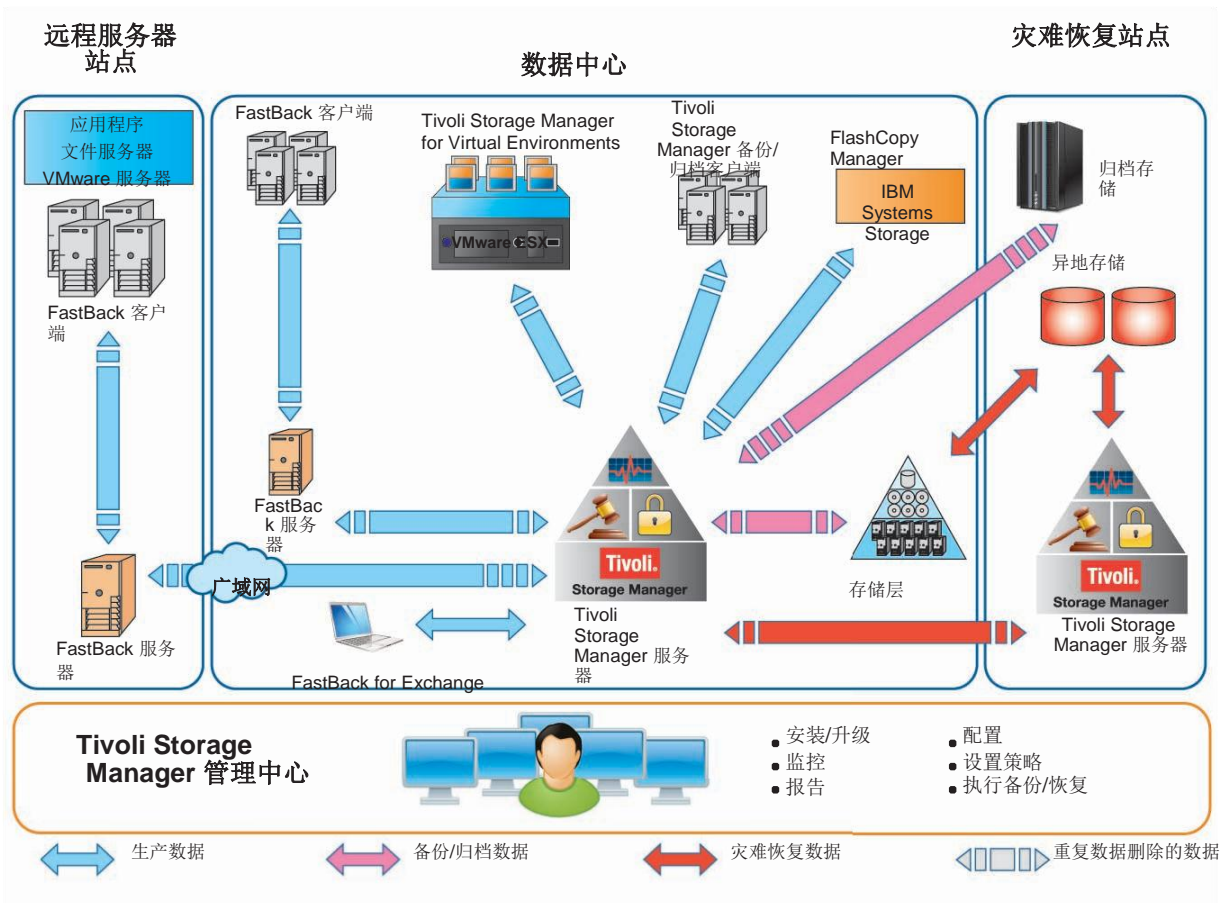 远程服务器
站点
数据中心
灾难恢复站点
应用程序
文件服务器
VMware 服务器
FastBack 客户
端
FastBack 服务
器
FastBack 客户端
FastBac
k 服务
器
广域网
FastBack for Exchange
Tivoli Storage Manager
for Virtual Environments
VMware ESX
Tivoli
Storage
Manager 备份/
归档客户端
FlashCopy
Manager
IBM
Systems
Storage
Tivoli.
Storage Manager
Tivoli
Storage
Manager 服务
器
存储层
归档存
储
异地存储
Tivoli.
Storage Manager
Tivoli Storage
Manager 服务器
Tivoli Storage
Manager 管理中心
▪ 安装/升级
▪ 监控
▪ 报告
▪ 配置
▪ 设置策略
▪ 执行备份/恢复
生产数据
备份/归档数据
灾难恢复数据
重复数据删除的数据